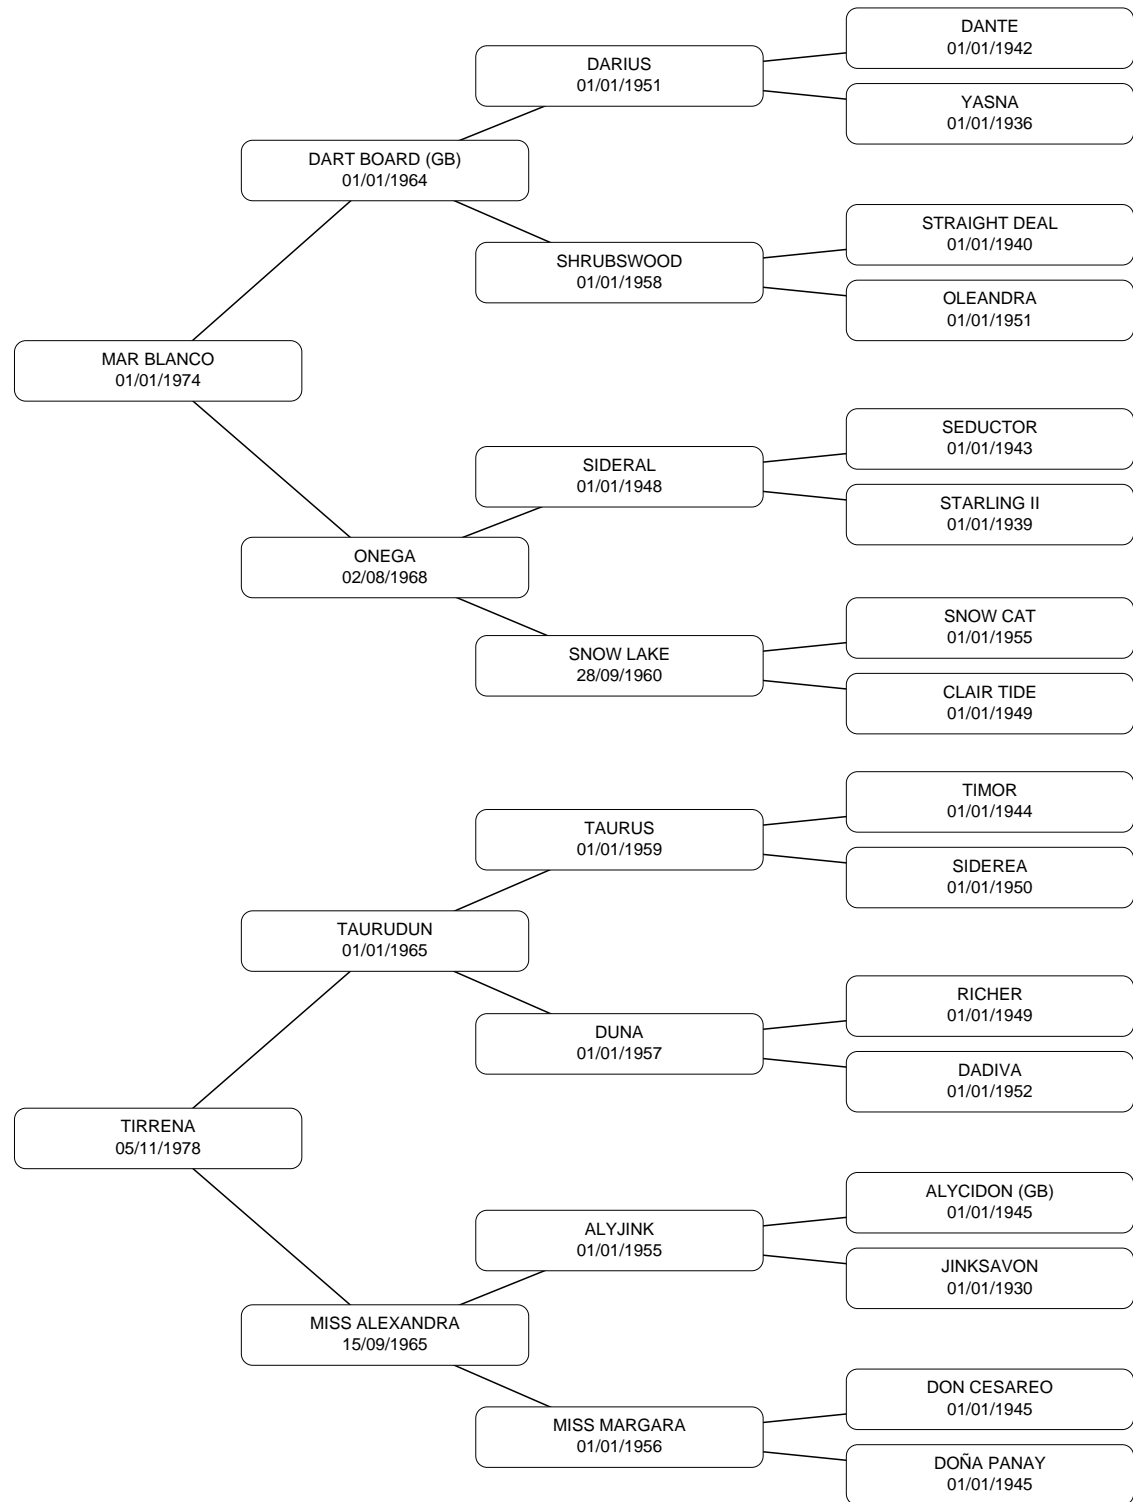 DANTE
01/01/1942
DARIUS
01/01/1951
YASNA
01/01/1936
DART BOARD (GB)
01/01/1964
STRAIGHT DEAL
01/01/1940
SHRUBSWOOD
01/01/1958
OLEANDRA
01/01/1951
MAR BLANCO
01/01/1974
SEDUCTOR
01/01/1943
SIDERAL
01/01/1948
STARLING II
01/01/1939
ONEGA
02/08/1968
SNOW CAT
01/01/1955
SNOW LAKE
28/09/1960
CLAIR TIDE
01/01/1949
TIMOR
01/01/1944
TAURUS
01/01/1959
SIDEREA
01/01/1950
TAURUDUN
01/01/1965
RICHER
01/01/1949
DUNA
01/01/1957
DADIVA
01/01/1952
TIRRENA
05/11/1978
ALYCIDON (GB)
01/01/1945
ALYJINK
01/01/1955
JINKSAVON
01/01/1930
MISS ALEXANDRA
15/09/1965
DON CESAREO
01/01/1945
MISS MARGARA
01/01/1956
DOÑA PANAY
01/01/1945